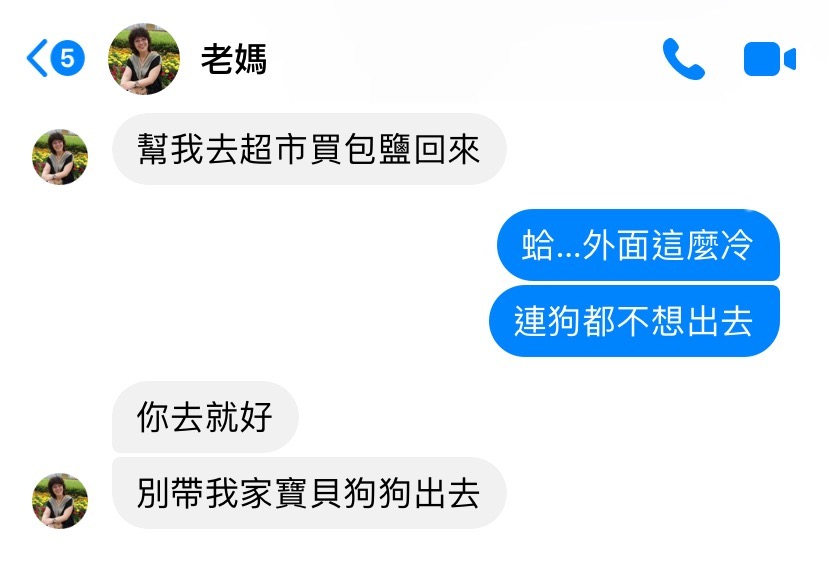 5
老媽
幫我去超市買包鹽回來
蛤...外面這麼冷
連狗都不想出去
你去就好
別帶我家寶貝狗狗出去